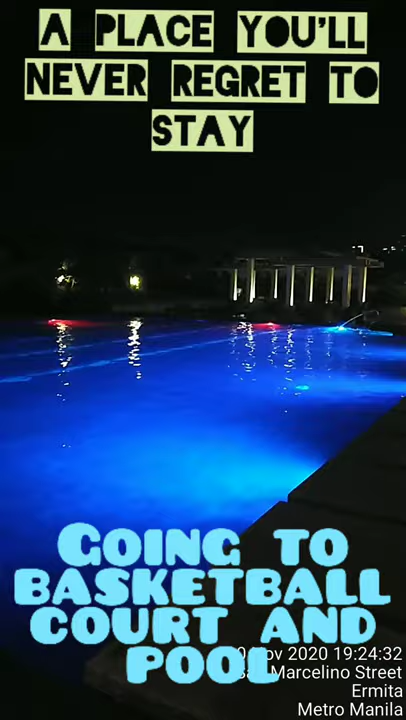 A PLACE YOU'LL
NEVER REGRET TO
STAY
GOING TO
BASKETBALL
COURT AND
POOL
Nov 2020 19:24:32
Marcelino Street
Ermita
Metro Manila